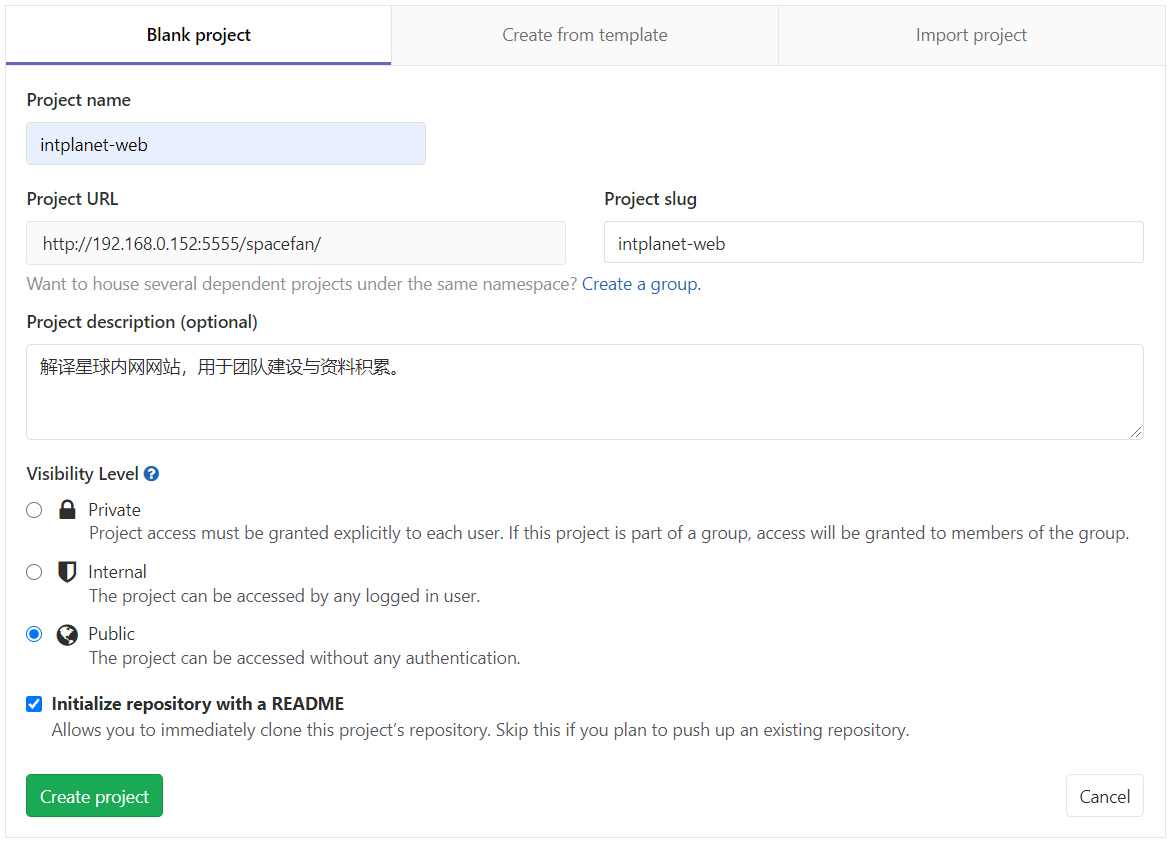 Blank project
Create from template
Import project
Project name
intplanet-web
Project URL
Project slug
http://192.168.0.152:5555/spacefan/
intplanet-web
Want to house several dependent projects under the same namespace? Create a group.
Project description (optional)
解译星球内网网站，用于团队建设与资料积累。
Visibility Level
Private
Project access must be granted explicitly to each user. If this project is part of a group, access will be granted to members of the group.
Internal
The project can be accessed by any logged in user.
Public
The project can be accessed without any authentication.
Initialize repository with a README
Allows you to immediately clone this project’s repository. Skip this if you plan to push up an existing repository.
Create project
Cancel